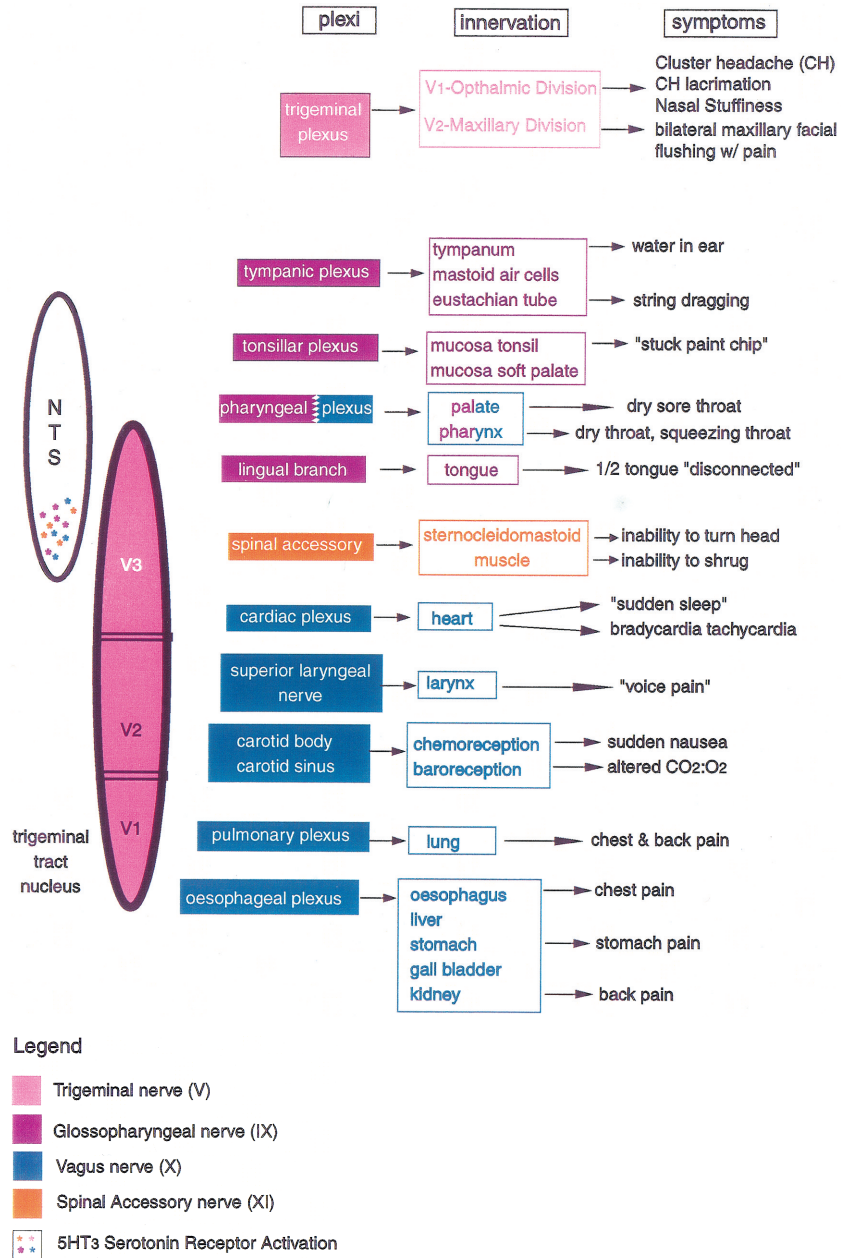 plexi
innervation
symptoms
trigeminal
plexus
V1-Opthalmic Division
V2-Maxillary Division
Cluster headache (CH)
CH lacrimation
Nasal Stuffiness
bilateral maxillary facial
flushing w/ pain
tympanic plexus
tympanum
mastoid air cells
eustachian tube
water in ear
string dragging
tonsillar plexus
mucosa tonsil
mucosa soft palate
"stuck paint chip"
pharyngeal plexus
palate
pharynx
dry sore throat
dry throat, squeezing throat
lingual branch
tongue
1/2 tongue "disconnected"
spinal accessory
sternocleidomastoid
muscle
inability to turn head
inability to shrug
cardiac plexus
heart
"sudden sleep"
bradycardia tachycardia
superior laryngeal
nerve
larynx
"voice pain"
carotid body
carotid sinus
chemoreception
baroreception
sudden nausea
altered CO2:O2
pulmonary plexus
lung
chest & back pain
oesophageal plexus
oesophagus
liver
stomach
gall bladder
kidney
chest pain
stomach pain
back pain
N
T
S
V3
V2
V1
trigeminal
tract
nucleus
Legend
Trigeminal nerve (V)
Glossopharyngeal nerve (IX)
Vagus nerve (X)
Spinal Accessory nerve (XI)
5HT3 Serotonin Receptor Activation